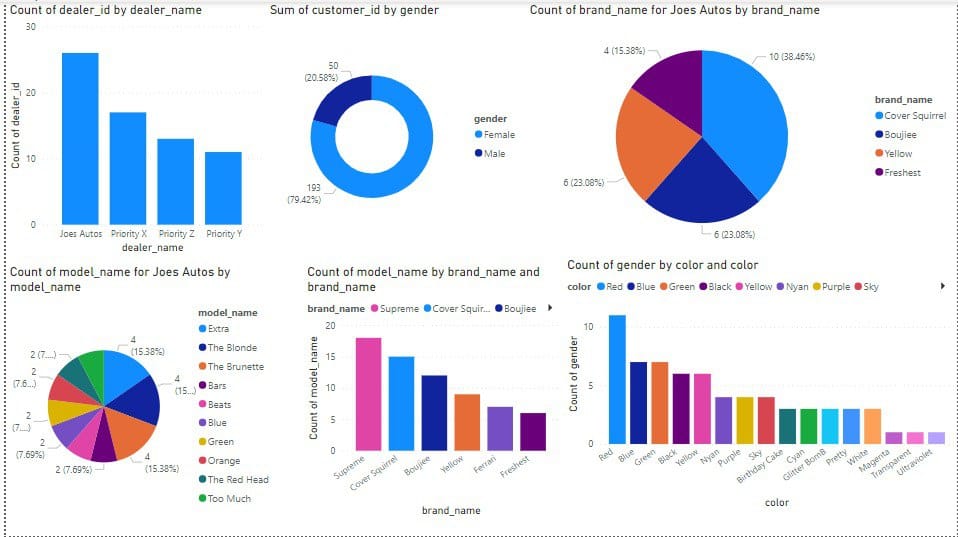 Count of dealer_id by dealer_name
30
20
10
0
Count of dealer_id
Joes Autos
Priority X
Priority Z
Priority Y
dealer_name
Sum of customer_id by gender
50
(20.58%)
193
(79.42%)
gender
Female
Male
Count of brand_name for Joes Autos by brand_name
4 (15.38%)
10 (38.46%)
6 (23.08%)
6 (23.08%)
brand_name
Cover Squirrel
Boujiee
Yellow
Freshest
Count of model_name for Joes Autos by
model_name
4
(15.38%)
4
(15...)
4
(15.38%)
2 (7.69%)
2
(7.69%)
2
(7....)
2
(7.6...)
2 (7....)
model_name
Extra
The Blonde
The Brunette
Bars
Beats
Blue
Green
Orange
The Red Head
Too Much
Count of model_name by brand_name and
brand_name
brand_name
Supreme
Cover Squir...
Boujiee
20
15
10
5
0
Count of model_name
Supreme
Cover Squirrel
Boujiee
Yellow
Ferrari
Freshest
brand_name
Count of gender by color and color
color
Red
Blue
Green
Black
Yellow
Nyan
Purple
Sky
10
5
0
Count of gender
Red
Blue
Green
Black
Yellow
Nyan
Purple
Sky
Birthday Cake
Cyan
Glitter BomB
Pretty
White
Magenta
Transparent
Ultraviolet
color